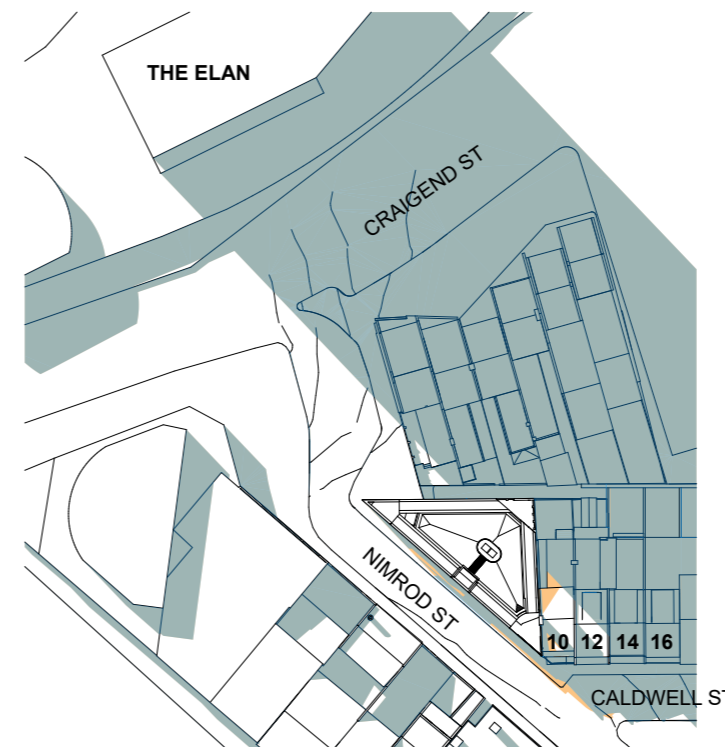 THE ELAN
CRAIGEND ST
NIMROD ST
10 12 14 16
CALDWELL ST